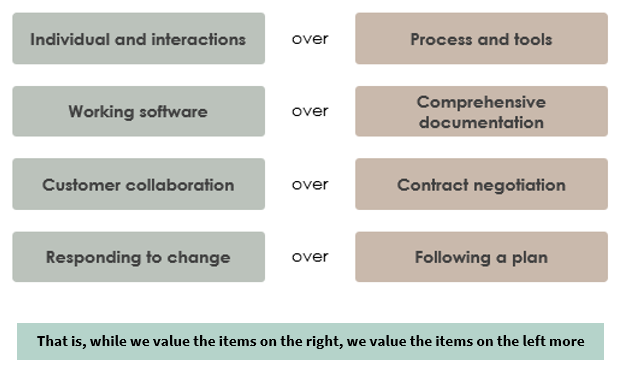 Individual and interactions over Process and tools
Working software over Comprehensive
documentation
Customer collaboration over Contract negotiation
Responding to change over Following a plan
That is, while we value the items on the right, we value the items on the left more